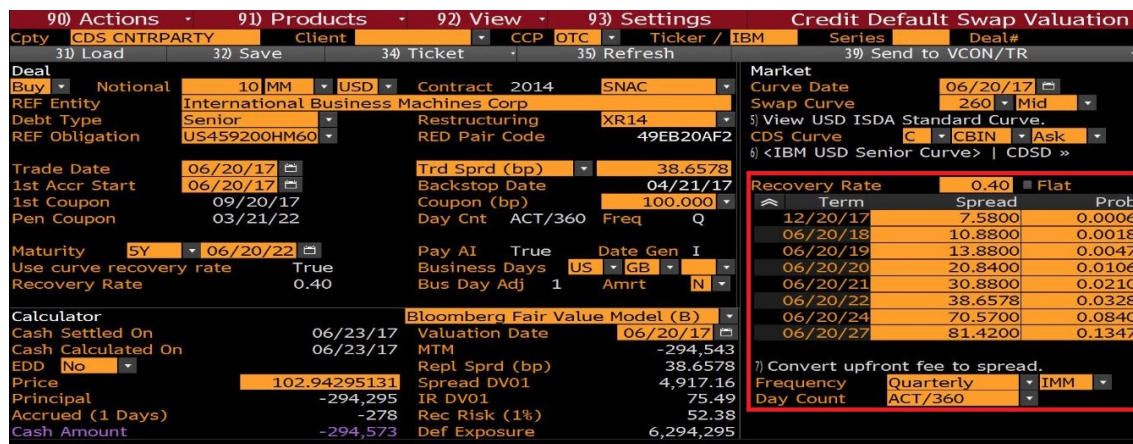 90) Actions 91) Products 92) View 93) Settings Credit Default Swap Valuation
Cpty CDS CNTRPARTY Client CCP OTC Ticker / IBM Series Deal#
31) Load 32) Save 34) Ticket 35) Refresh 39) Send to VCON/TR
Deal
Buy Notional 10 MM USD Contract 2014 SNAC
REF Entity International Business Machines Corp
Debt Type Senior Restructuring XR14
REF Obligation US459200HM60 RED Pair Code 49EB20AF2
Trade Date 06/20/17 Trd Sprd (bp) 38.6578
1st Accr Start 06/20/17 Backstop Date 04/21/17
1st Coupon 09/20/17 Coupon (bp) 100.000
Pen Coupon 03/21/22 Day Cnt ACT/360 Freq Q
Maturity 5Y 06/20/22 Pay AI True Date Gen I
Use curve recovery rate True Business Days US GB
Recovery Rate 0.40 Bus Day Adj 1 Amrt N
Calculator Bloomberg Fair Value Model (B)
Cash Settled On 06/23/17 Valuation Date 06/20/17
Cash Calculated On 06/23/17 MTM -294,543
EDD No Repl Sprd (bp) 38.6578
Price 102.94295131 Spread DV01 4,917.16
Principal -294,295 IR DV01 75.49
Accrued (1 Days) -278 Rec Risk (1%) 52.38
Cash Amount -294,573 Def Exposure 6,294,295
Market
Curve Date 06/20/17
Swap Curve 260 Mid
5) View USD ISDA Standard Curve.
CDS Curve C CBIN Ask
6) <IBM USD Senior Curve> | CDSD »
Recovery Rate 0.40 Flat
Term Spread Prob
12/20/17 7.5800 0.0006
06/20/18 10.8800 0.0018
06/20/19 13.8800 0.0047
06/20/20 20.8400 0.0106
06/20/21 30.8800 0.0210
06/20/22 38.6578 0.0328
06/20/24 70.5700 0.0840
06/20/27 81.4200 0.1347
7) Convert upfront fee to spread.
Frequency Quarterly IMM
Day Count ACT/360